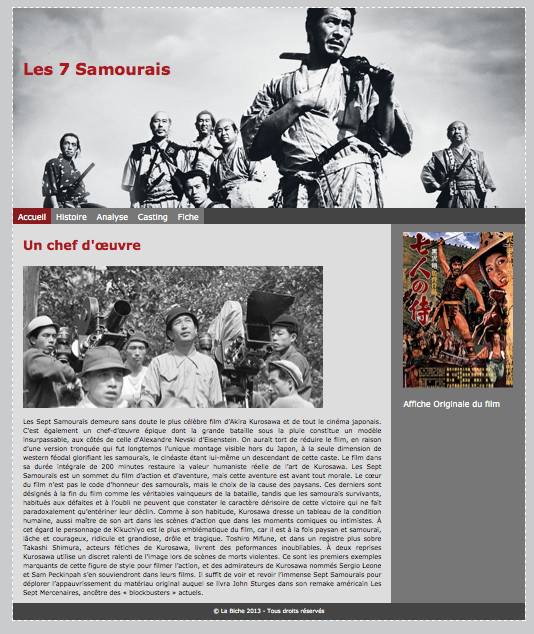 Les 7 Samourais
Accueil Histoire Analyse Casting Fiche
Un chef d'œuvre
七人の侍
Affiche Originale du film
Les Sept Samouraïs demeure sans doute le plus célèbre film d'Akira Kurosawa et de tout le cinéma japonais.
C'est également un chef-d'œuvre épique dont la grande bataille sous la pluie constitue un modèle
insurpassable, aux côtés de celle d'Alexandre Nevski d'Eisenstein. On aurait tort de réduire le film, en raison
d'une version tronquée qui fut longtemps l'unique montage visible hors du Japon, à la seule dimension de
western féodal glorifiant les samouraïs, le cinéaste étant lui-même un descendant de cette caste. Le film dans
sa durée intégrale de 200 minutes restaure la valeur humaniste réelle de l'art de Kurosawa. Les Sept
Samouraïs est un sommet du film d'action et d'aventure, mais cette aventure est avant tout morale. Le cœur
du film n'est pas le code d'honneur des samouraïs, mais le choix de la cause des paysans. Ces derniers sont
désignés à la fin du film comme les véritables vainqueurs de la bataille, tandis que les samouraïs survivants,
habitués aux défaites et à l'oubli ne peuvent que constater le caractère dérisoire de cette victoire qui ne fait
paradoxalement qu'entériner leur déclin. Comme à son habitude, Kurosawa dresse un tableau de la condition
humaine, aussi maître de son art dans les scènes d'action que dans les moments comiques ou intimistes. À
cet égard le personnage de Kikuchiyo est le plus emblématique du film, car il est à la fois paysan et samouraï,
lâche et courageux, ridicule et grandiose, drôle et tragique. Toshiro Mifune, et dans un registre plus sobre
Takashi Shimura, acteurs fétiches de Kurosawa, livrent des peformances inoubliables. À deux reprises
Kurosawa utilise un discret ralenti de l'image lors de scènes de morts violentes. Ce sont les premiers exemples
marquants de cette figure de style pour filmer l'action, et des admirateurs de Kurosawa nommés Sergio Leone
et Sam Peckinpah s'en souviendront dans leurs films. Il suffit de voir et revoir l'immense Sept Samouraïs pour
déplorer l'appauvrissement du matériau original auquel se livra John Sturges dans son remake américain Les
Sept Mercenaires, ancêtre des « blockbusters » actuels.
© La Biche 2013 - Tous droits réservés